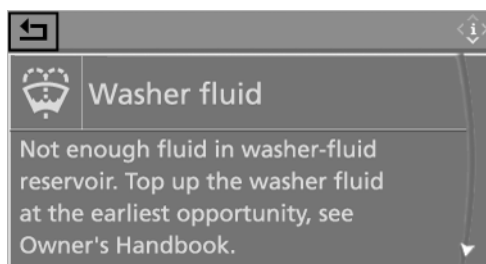 i
Washer fluid
Not enough fluid in washer-fluid
reservoir. Top up the washer fluid
at the earliest opportunity, see
Owner's Handbook.